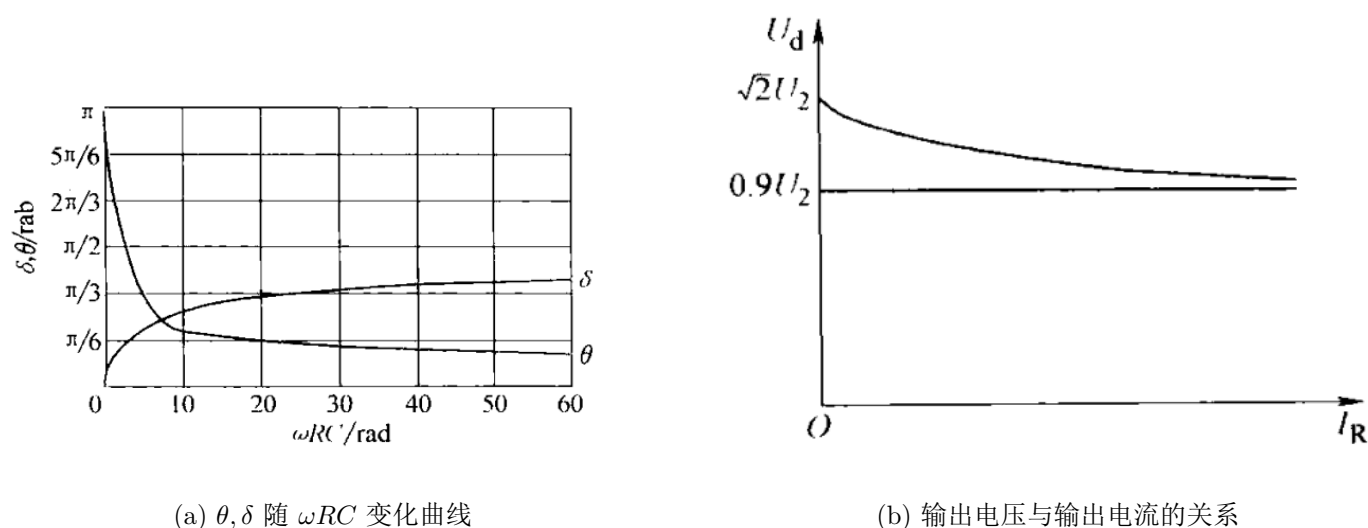 π
5π/6
2π/3
π/2
π/3
π/6
0 10 20 30 40 50 60
δ,θ/rab
ωRC/rad
δ
θ
U_d
√2U_2
0.9U_2
O
I_R
(a) θ,δ 随 ωRC 变化曲线
(b) 输出电压与输出电流的关系